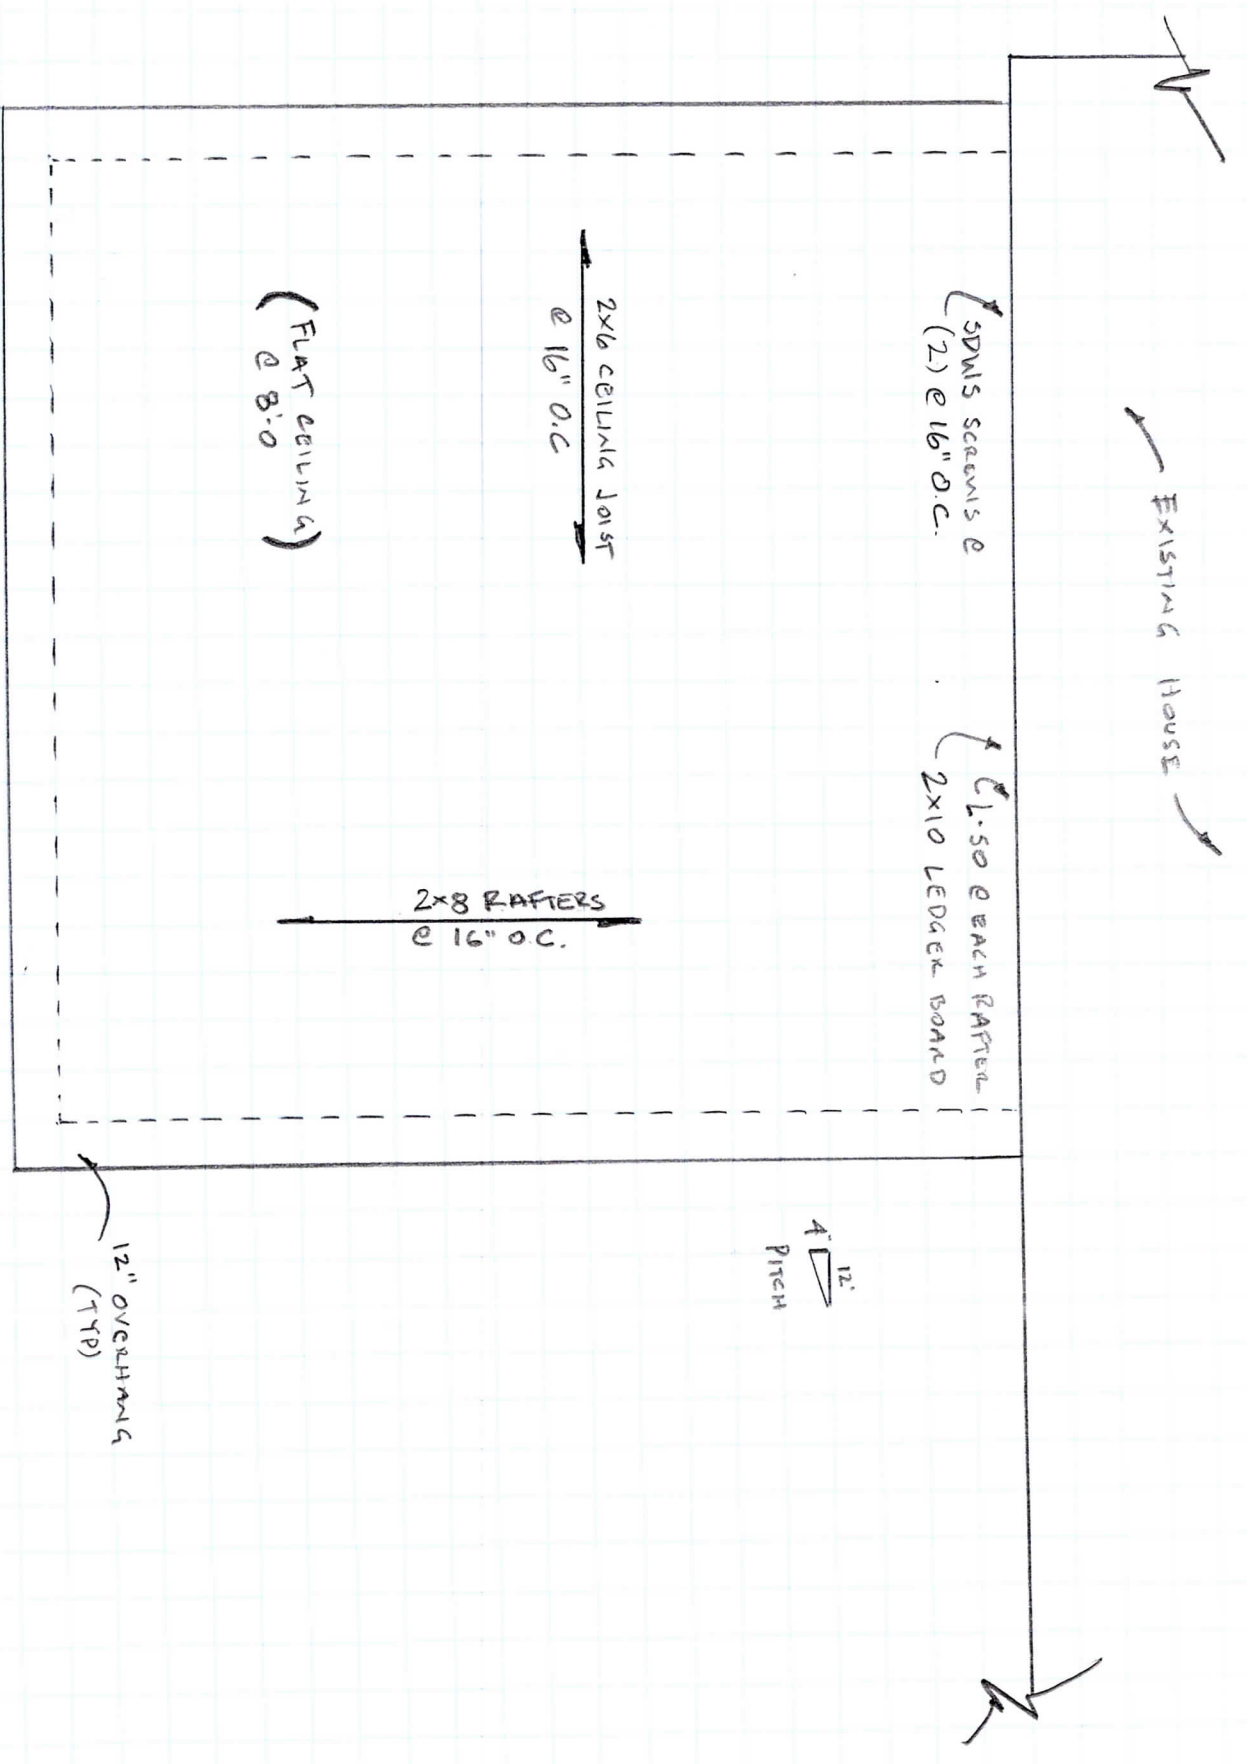 EXISTING HOUSE
SDWS SCREWS @
(2) @ 16" O.C.
L·50 @ EACH RAFTER
2x10 LEDGER BOARD
2x6 CEILING JOIST
@ 16" O.C
2x8 RAFTERS
@ 16" O.C.
(FLAT CEILING)
@ 8'-0
12'
4"
PITCH
12" OVERHANG
(TYP)